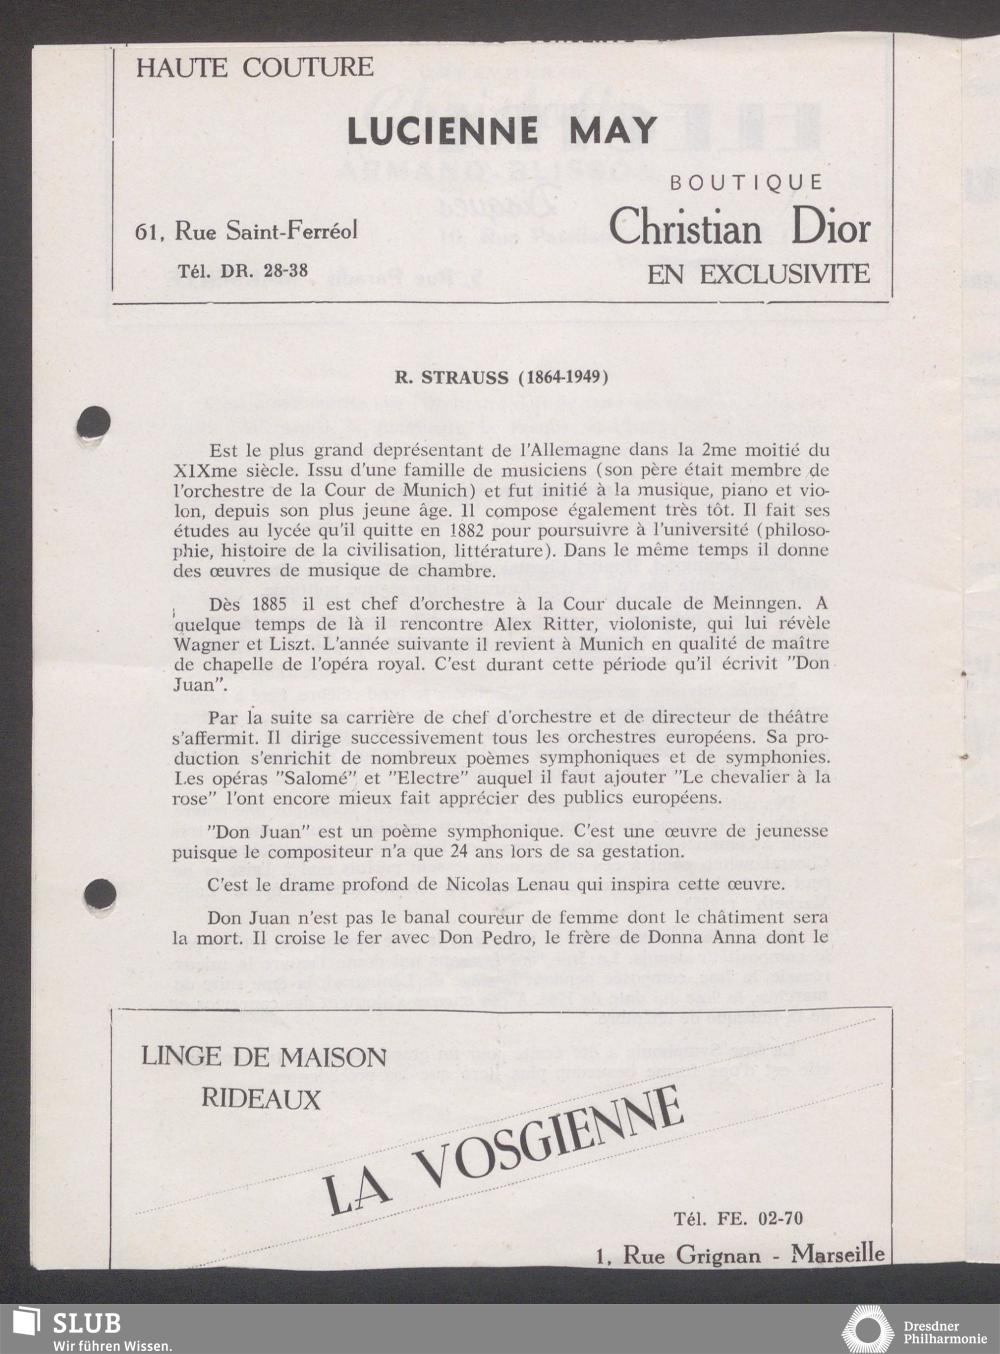 HAUTE COUTURE
LUCIENNE MAY
BOUTIQUE
61, Rue Saint-Ferréol
Christian Dior
Tél. DR. 28-38
EN EXCLUSIVITE
R. STRAUSS (1864-1949)
Est le plus grand deprésentant de l'Allemagne dans la 2me moitié du
X1Xme siècle. Issu d'une famille de musiciens (son père était membre de
l'orchestre de la Cour de Munich) et fut initié à la musique, piano et vio-
lon, depuis son plus jeune âge. 11 compose également très tôt. Il fait ses
études au lycée qu'il quitte en 1882 pour poursuivre à l'université (philoso-
phie, histoire de la civilisation, littérature). Dans le même temps il donne
des œuvres de musique de chambre.
Dès 1885 il est chef d'orchestre à la Cour ducale de Meinngen. A
quelque temps de là il rencontre Alex Ritter, violoniste, qui lui révèle
Wagner et Liszt. L'année suivante il revient à Munich en qualité de maître
de chapelle de l'opéra royal. C'est durant cette période qu'il écrivit "Don
Juan".
Par la suite sa carrière de chef d'orchestre et de directeur de théâtre
s'affermit. Il dirige successivement tous les orchestres européens. Sa pro-
duction s'enrichit de nombreux poèmes symphoniques et de symphonies.
Les opéras "Salomé" et "Electre" auquel il faut ajouter "Le chevalier à la
rose" l'ont encore mieux fait apprécier des publics européens.
"Don Juan" est un poème symphonique. C'est une œuvre de jeunesse
puisque le compositeur n'a que 24 ans lors de sa gestation.
C'est le drame profond de Nicolas Lenau qui inspira cette œuvre.
Don Juan n'est pas le banal coureur de femme dont le châtiment sera
la mort. Il croise le fer avec Don Pedro, le frère de Donna Anna dont le
LINGE DE MAISON
RIDEAUX
LA VOSGIENNE
Tél. FE. 02-70
1, Rue Grignan - Marseille
SLUB
Wir führen Wissen.
Dresdner
Philharmonie